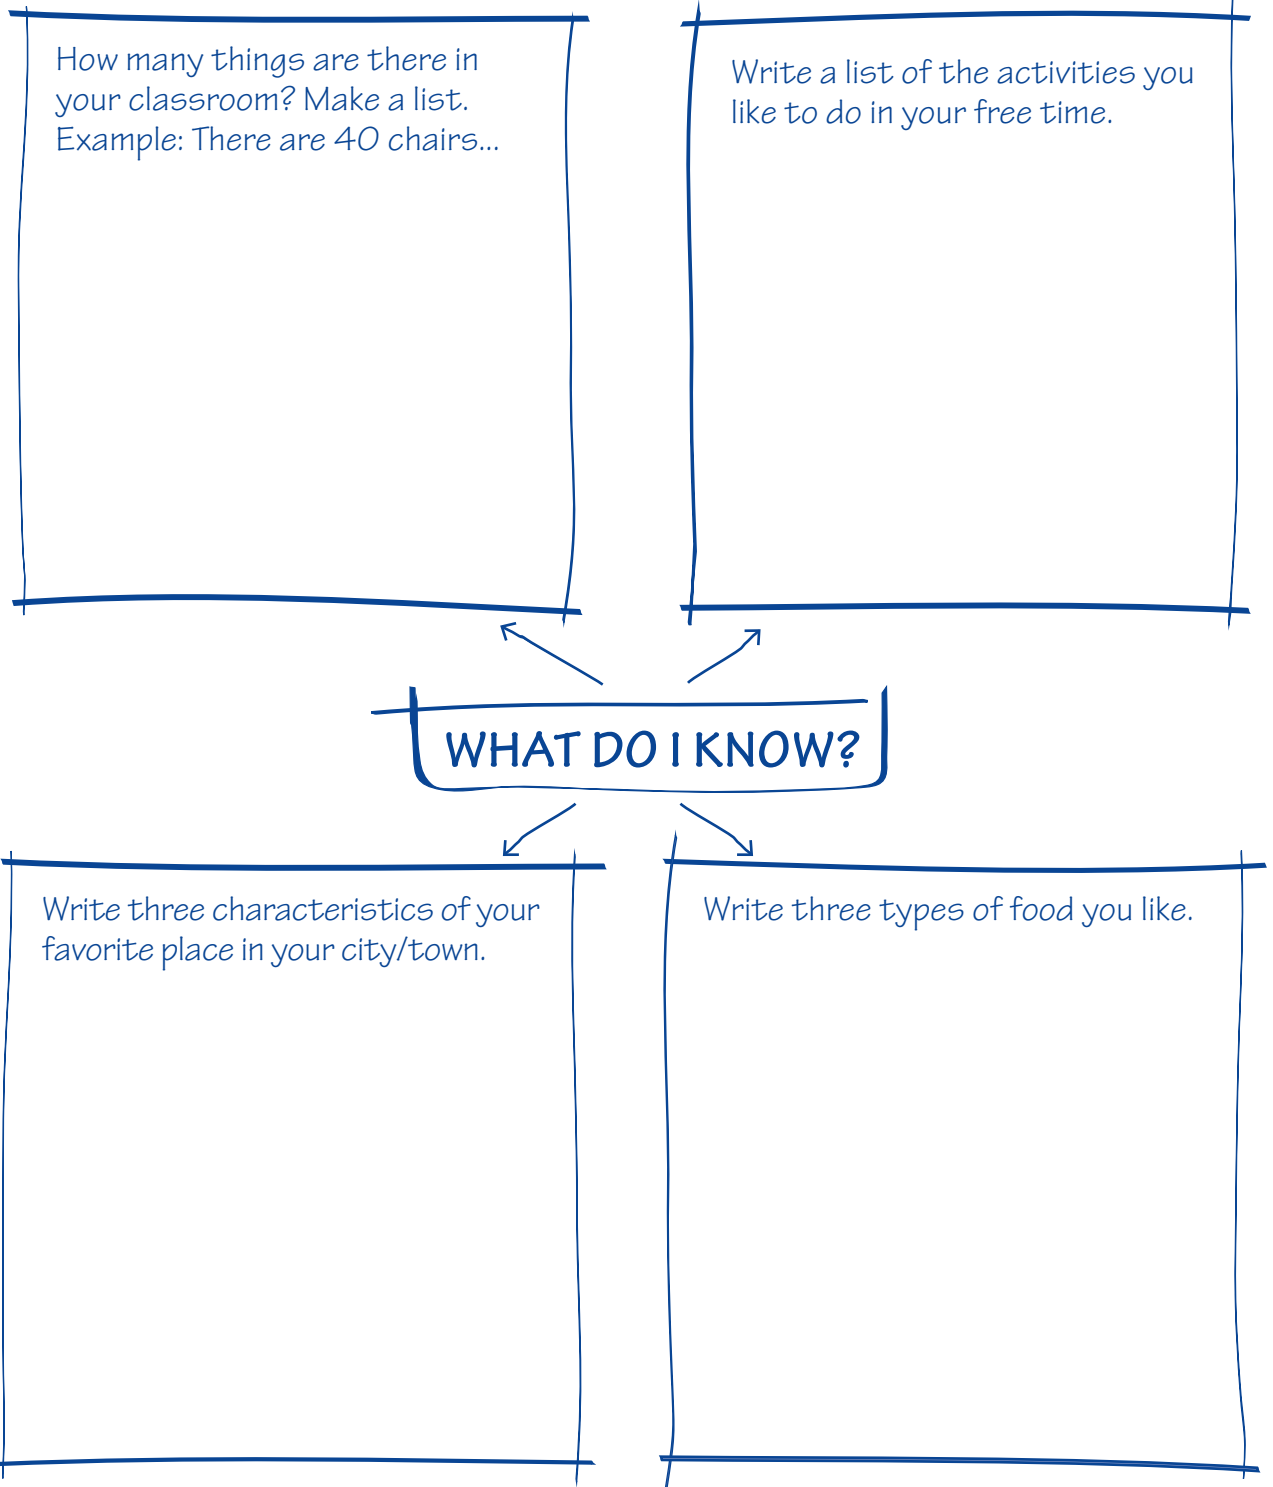 How many things are there in
your classroom? Make a list.
Example: There are 40 chairs...
Write a list of the activities you
like to do in your free time.
WHAT DO I KNOW?
Write three characteristics of your
favorite place in your city/town.
Write three types of food you like.